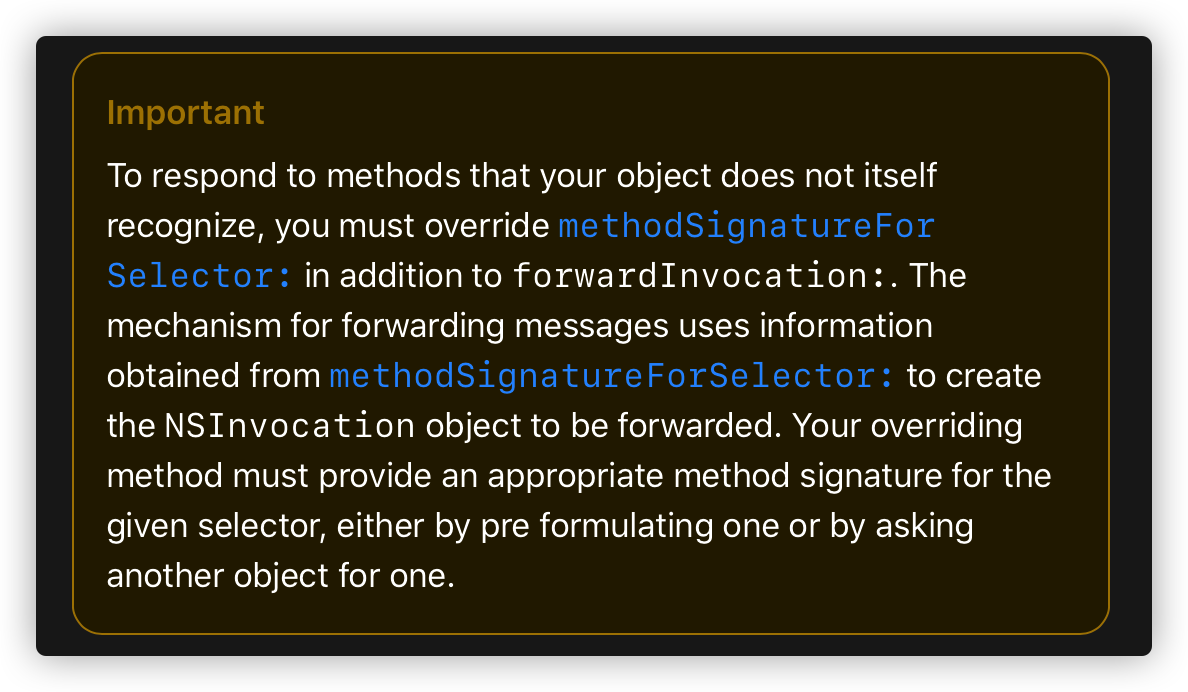 Important
To respond to methods that your object does not itself
recognize, you must override methodSignatureFor
Selector: in addition to forwardInvocation:. The
mechanism for forwarding messages uses information
obtained from methodSignatureForSelector: to create
the NSInvocation object to be forwarded. Your overriding
method must provide an appropriate method signature for the
given selector, either by pre formulating one or by asking
another object for one.